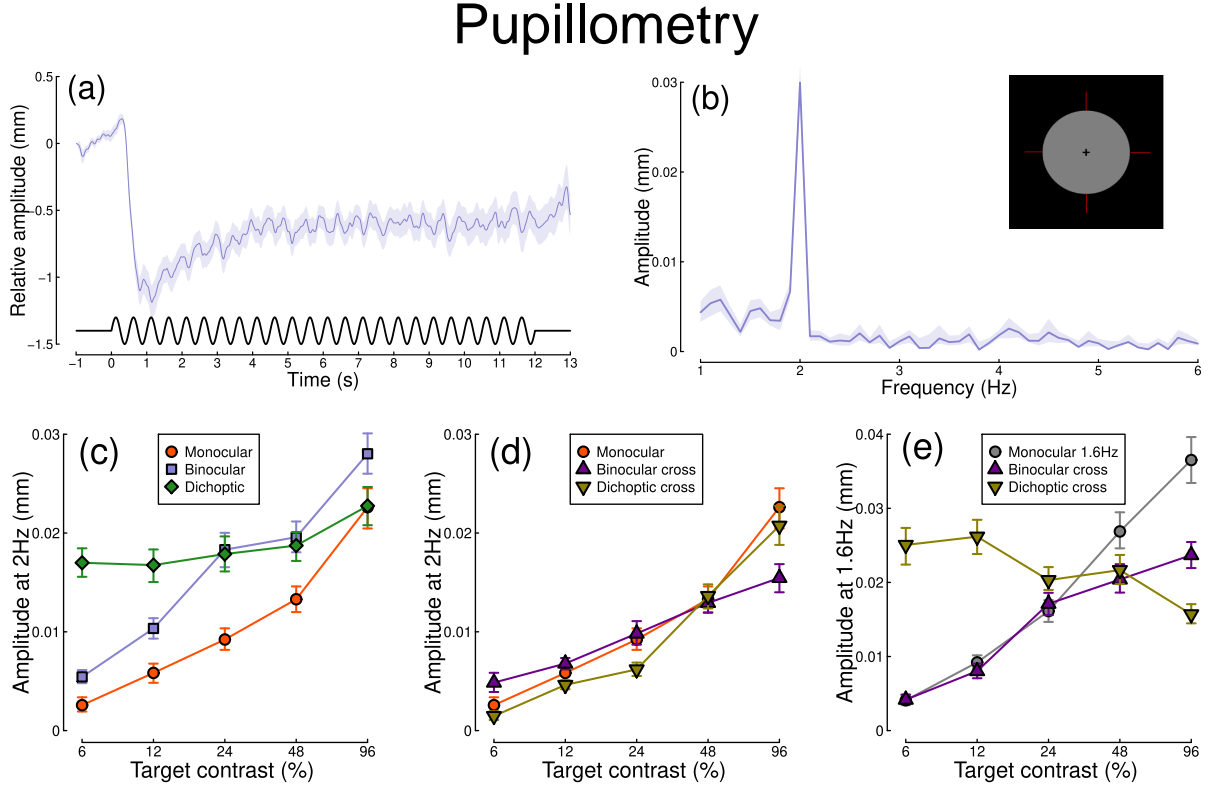 Pupillometry
(a)
Relative amplitude (mm)
0.5
0
−0.5
−1
−1.5
−1 0 1 2 3 4 5 6 7 8 9 10 11 12 13
Time (s)
(b)
Amplitude (mm)
0.03
0.02
0.01
0
1 2 3 4 5 6
Frequency (Hz)
(c)
Monocular
Binocular
Dichoptic
Amplitude at 2Hz (mm)
0.03
0.02
0.01
0
6 12 24 48 96
Target contrast (%)
(d)
Monocular
Binocular cross
Dichoptic cross
Amplitude at 2Hz (mm)
0.03
0.02
0.01
0
6 12 24 48 96
Target contrast (%)
(e)
Monocular 1.6Hz
Binocular cross
Dichoptic cross
Amplitude at 1.6Hz (mm)
0.04
0.03
0.02
0.01
0
6 12 24 48 96
Target contrast (%)